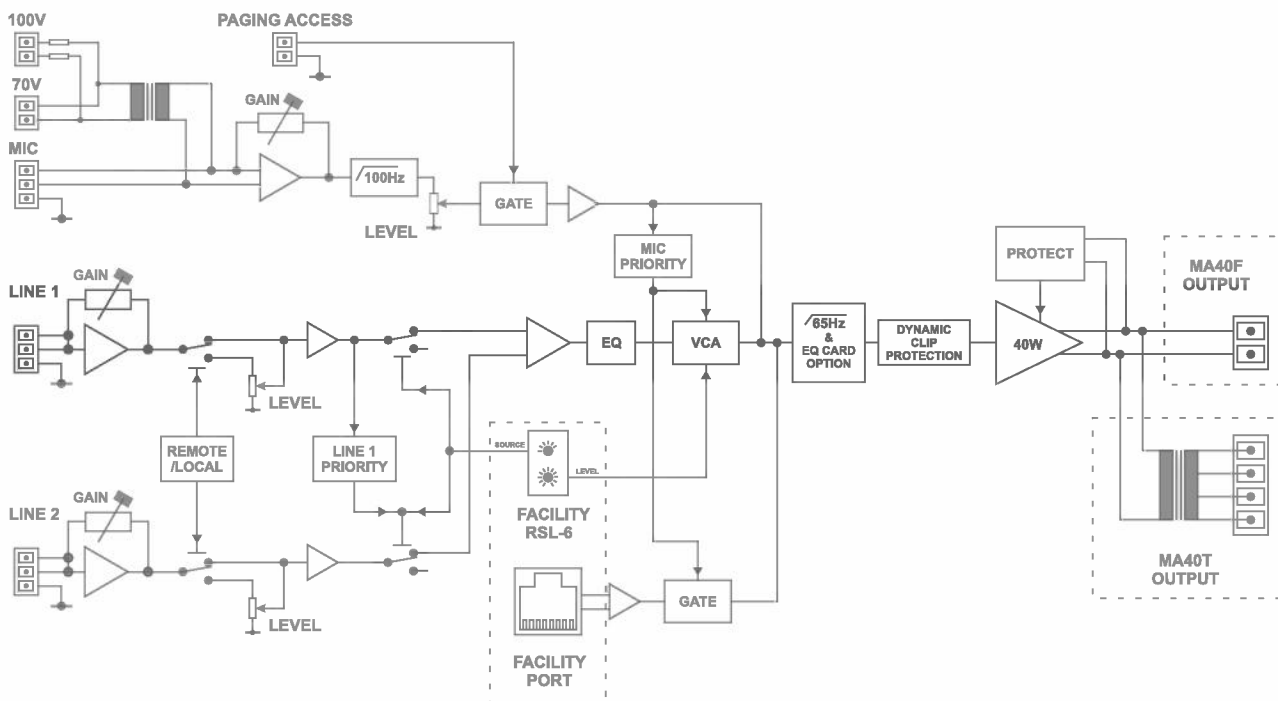 100V
PAGING ACCESS
70V
GAIN
MIC
100Hz
LEVEL
GATE
MIC
PRIORITY
PROTECT
MA40F
OUTPUT
GAIN
LINE 1
EQ
VCA
65Hz
&
EQ CARD
OPTION
DYNAMIC
CLIP
PROTECTION
40W
LEVEL
REMOTE
/LOCAL
LINE 1
PRIORITY
SOURCE
LEVEL
FACILITY
RSL-6
GAIN
LINE 2
MA40T
OUTPUT
LEVEL
GATE
FACILITY
PORT